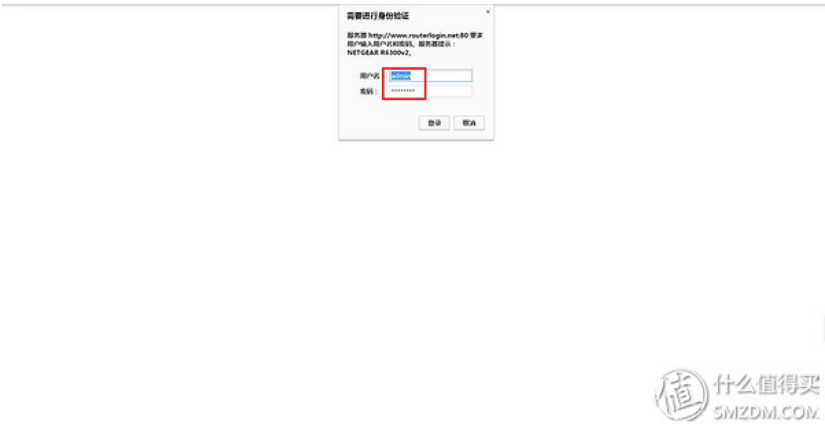 需要进行身份验证
服务器 http://www.routerlogin.net:80 要求
用户输入用户名和密码。服务器提示：
NETGEAR R6300v2。
用户名
admin
密码：
********
登录 取消
值 什么值得买
SMZDM.COM